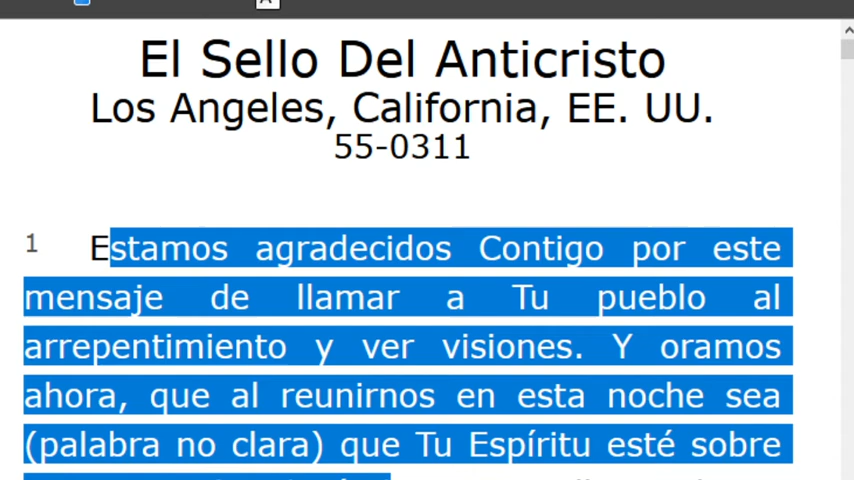 El Sello Del Anticristo
Los Angeles, California, EE. UU.
55-0311
1 Estamos agradecidos Contigo por este
mensaje de llamar a Tu pueblo al
arrepentimiento y ver visiones. Y oramos
ahora, que al reunirnos en esta noche sea
(palabra no clara) que Tu Espíritu esté sobre